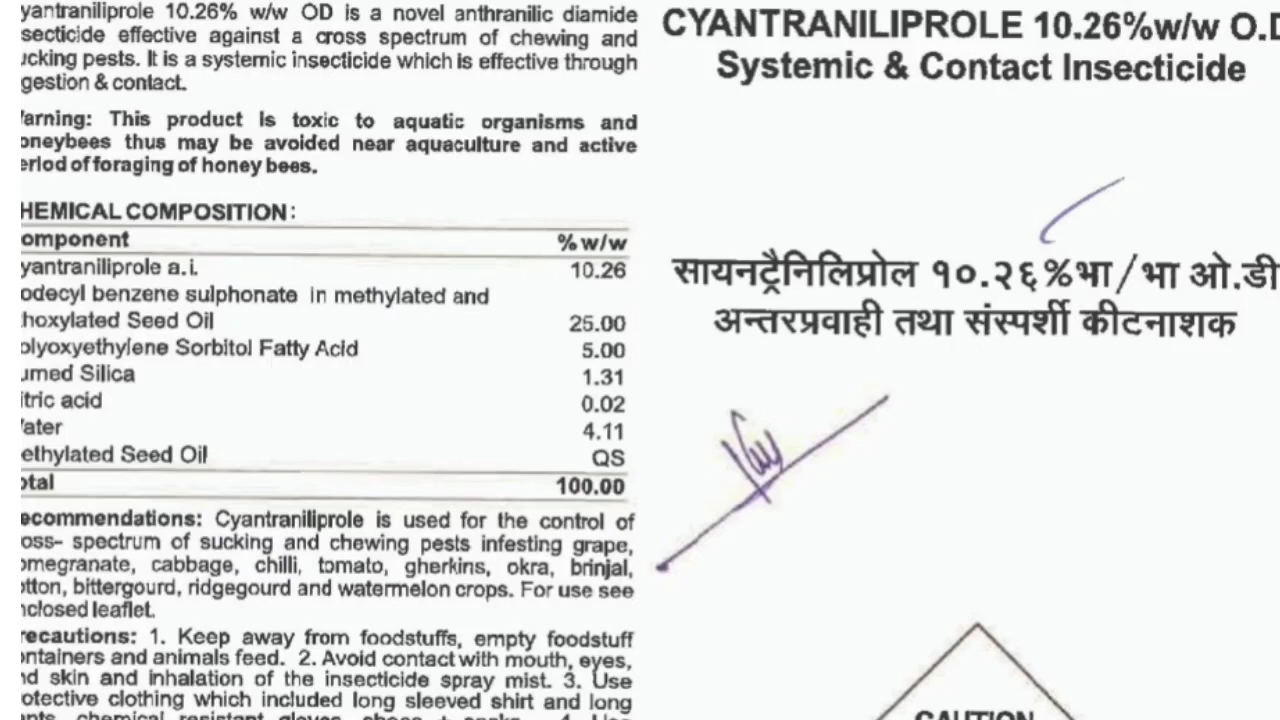 yantraniliprole 10.26% w/w OD is a novel anthranilic diamide
secticide effective against a cross spectrum of chewing and
ucking pests. It is a systemic insecticide which is effective through
gestion & contact.
arning: This product is toxic to aquatic organisms and
oneybees thus may be avoided near aquaculture and active
eriod of foraging of honey bees.
HEMICAL COMPOSITION:
omponent %w/w
yantraniliprole a.i. 10.26
odecyl benzene sulphonate in methylated and
hoxylated Seed Oil 25.00
olyoxyethylene Sorbitol Fatty Acid 5.00
umed Silica 1.31
itric acid 0.02
ater 4.11
ethylated Seed Oil QS
otal 100.00
ecommendations: Cyantraniliprole is used for the control of
oss- spectrum of sucking and chewing pests infesting grape,
omegranate, cabbage, chilli, tomato, gherkins, okra, brinjal,
otton, bittergourd, ridgegourd and watermelon crops. For use see
nclosed leaflet.
recautions: 1. Keep away from foodstuffs, empty foodstuff
ontainers and animals feed. 2. Avoid contact with mouth, eyes,
nd skin and inhalation of the insecticide spray mist. 3. Use
otective clothing which included long sleeved shirt and long
CYANTRANILIPROLE 10.26%w/w O.D
Systemic & Contact Insecticide
सायनट्रैनिलिप्रोल १०.२६%भा/भा ओ.डी
अन्तरप्रवाही तथा संस्पर्शी कीटनाशक
CAUTION